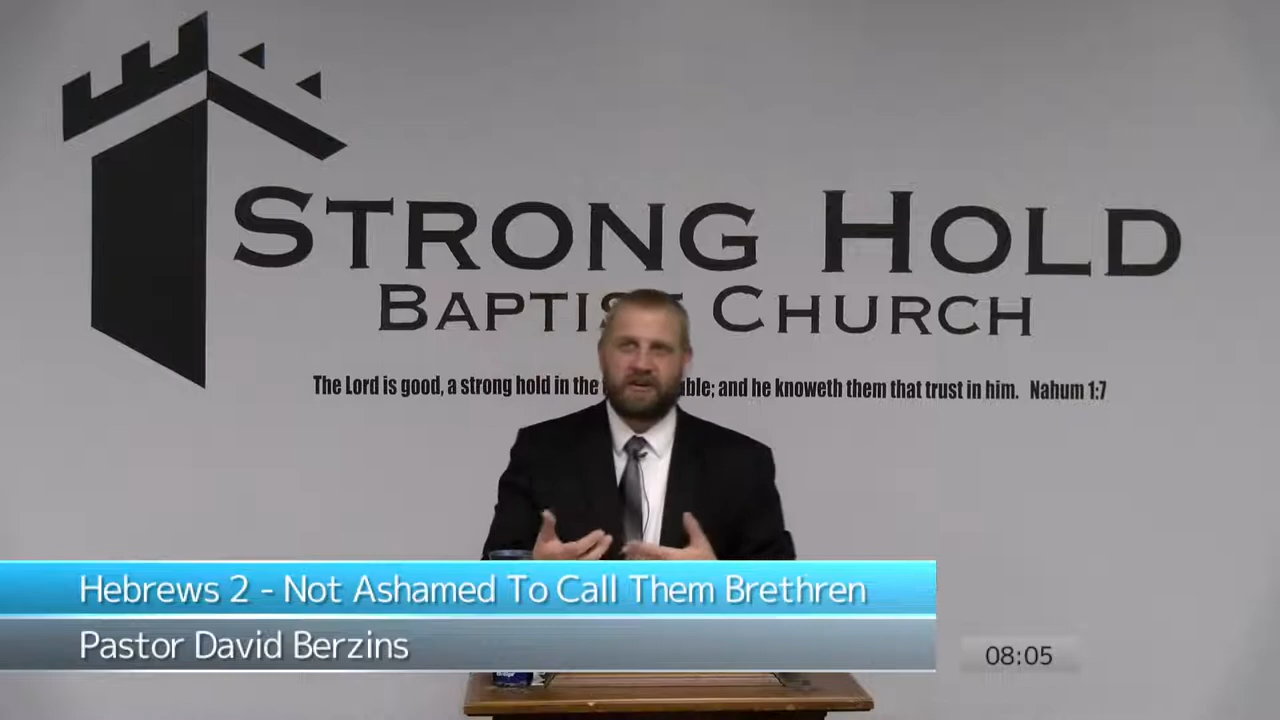 STRONG HOLD
BAPTIST CHURCH
The Lord is good, a strong hold in the ble; and he knoweth them that trust in him. Nahum 1:7
Hebrews 2 - Not Ashamed To Call Them Brethren
Pastor David Berzins
08:05